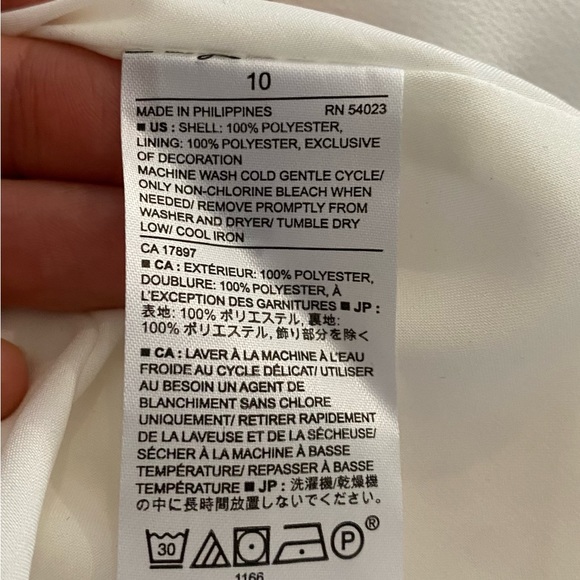 10
MADE IN PHILIPPINES RN 54023
■ US : SHELL: 100% POLYESTER,
LINING: 100% POLYESTER, EXCLUSIVE
OF DECORATION
MACHINE WASH COLD GENTLE CYCLE/
ONLY NON-CHLORINE BLEACH WHEN
NEEDED/ REMOVE PROMPTLY FROM
WASHER AND DRYER/ TUMBLE DRY
LOW/ COOL IRON
CA 17897
■ CA : EXTÉRIEUR: 100% POLYESTER,
DOUBLURE: 100% POLYESTER, À
L'EXCEPTION DES GARNITURES ■ JP :
表地: 100% ポリエステル, 裏地:
100% ポリエステル, 飾り部分を除く
■ CA : LAVER À LA MACHINE À L'EAU
FROIDE AU CYCLE DÉLICAT/ UTILISER
AU BESOIN UN AGENT DE
BLANCHIMENT SANS CHLORE
UNIQUEMENT/ RETIRER RAPIDEMENT
DE LA LAVEUSE ET DE LA SÉCHEUSE/
SÉCHER À LA MACHINE À BASSE
TEMPÉRATURE/ REPASSER À BASSE
TEMPÉRATURE ■ JP : 洗濯機/乾燥機
の中に長時間放置しないでください。
30 P ®
1166